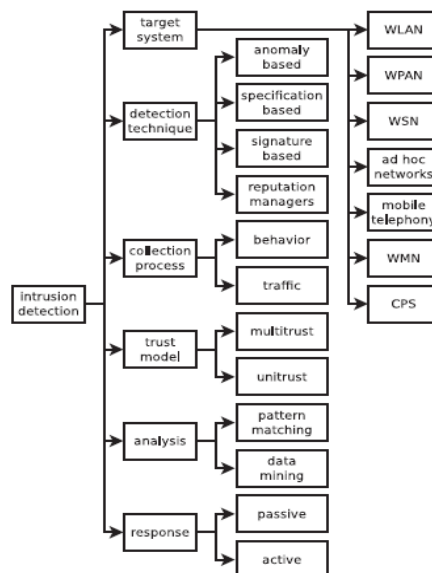 target
system
WLAN
anomaly
based
WPAN
detection
technique
specification
based
WSN
signature
based
ad hoc
networks
reputation
managers
mobile
telephony
collection
process
behavior
WMN
traffic
CPS
intrusion
detection
trust
model
multitrust
unitrust
analysis
pattern
matching
data
mining
response
passive
active